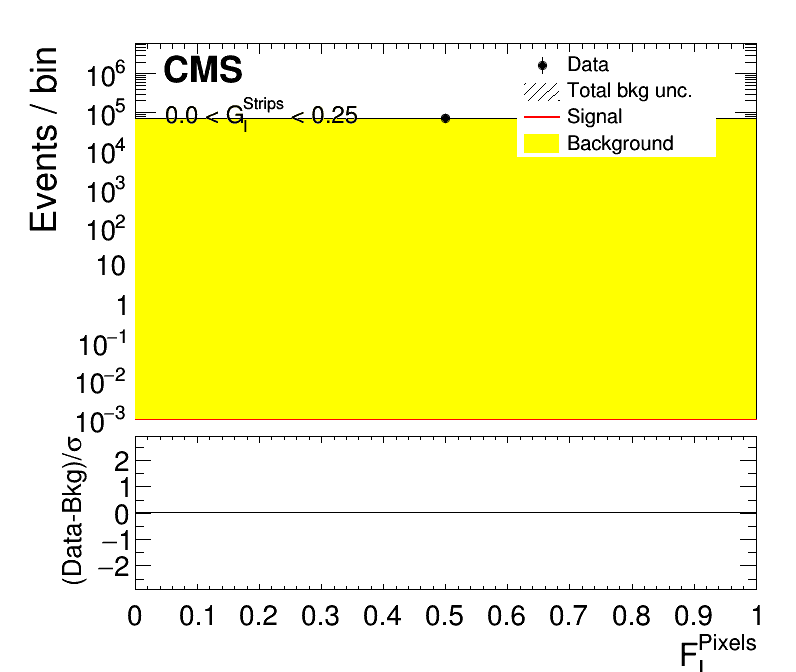 CMS
0.0 < G_I^Strips < 0.25
Data
Total bkg unc.
Signal
Background
Events / bin
10^6
10^5
10^4
10^3
10^2
10
1
10^−1
10^−2
10^−3
(Data-Bkg)/σ
2
1
0
−1
−2
0 0.1 0.2 0.3 0.4 0.5 0.6 0.7 0.8 0.9 1
F_I^Pixels